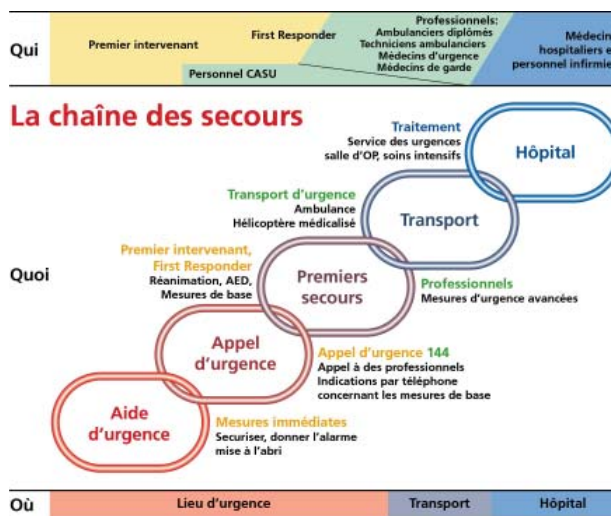 Qui
Premier intervenant
First Responder
Personnel CASU
Professionnels:
Ambulanciers diplômés
Techniciens ambulanciers
Médecins d'urgence
Médecins de garde
Médecin
hospitaliers e
personnel infirmie
La chaîne des secours
Traitement
Service des urgences
salle d'OP, soins intensifs
Hôpital
Transport d'urgence
Ambulance
Hélicoptère médicalisé
Transport
Quoi
Premier intervenant,
First Responder
Réanimation, AED,
Mesures de base
Premiers
secours
Professionnels
Mesures d'urgence avancées
Appel
d'urgence
Appel d'urgence 144
Appel à des professionnels
Indications par téléphone
concernant les mesures de base
Aide
d'urgence
Mesures immédiates
Securiser, donner l'alarme
mise à l'abri
Où
Lieu d'urgence
Transport
Hôpital